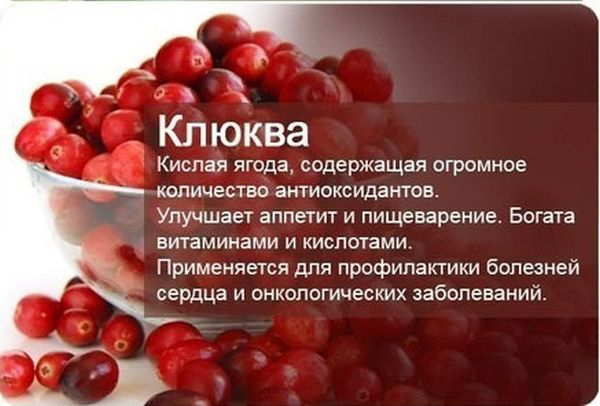 Клюква
Кислая ягода, содержащая огромное
количество антиоксидантов.
Улучшает аппетит и пищеварение. Богата
витаминами и кислотами.
Применяется для профилактики болезней
сердца и онкологических заболеваний.